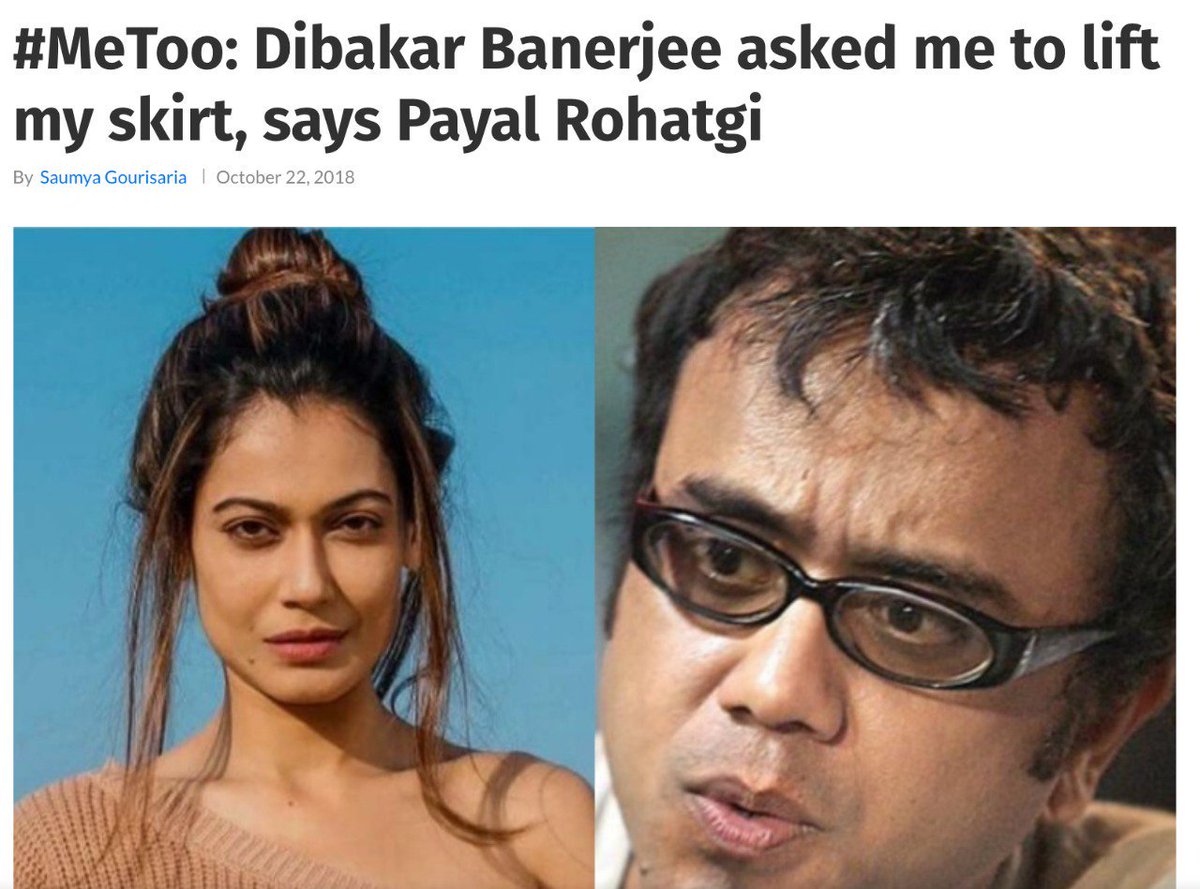 #MeToo: Dibakar Banerjee asked me to lift
my skirt, says Payal Rohatgi
By Saumya Gourisaria | October 22, 2018